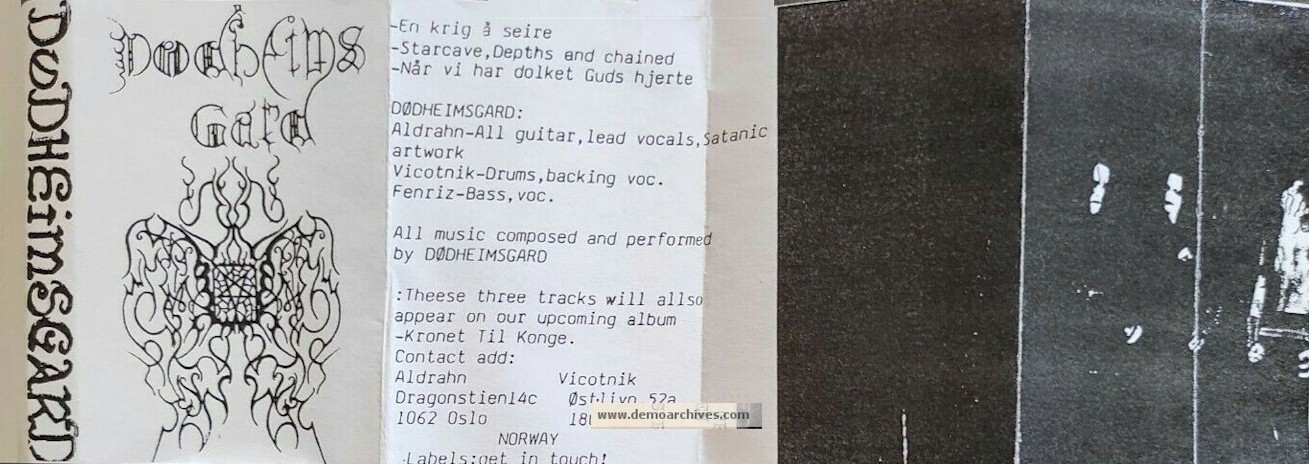 DØDHEIMSGARD
Dødheims
Gard
-En krig å seire
-Starcave,Depths and chained
-Når vi har dolket Guds hjerte
DØDHEIMSGARD:
Aldrahn-All guitar,lead vocals,Satanic
artwork
Vicotnik-Drums,backing voc.
Fenriz-Bass,voc.
All music composed and performed
by DØDHEIMSGARD
:Theese three tracks will allso
appear on our upcoming album
-Kronet Til Konge.
Contact add:
Aldrahn Vicotnik
Dragonstien14c 52a
1062 Oslo
www.demoarchives.com
NORWAY
-Labels:get in touch!